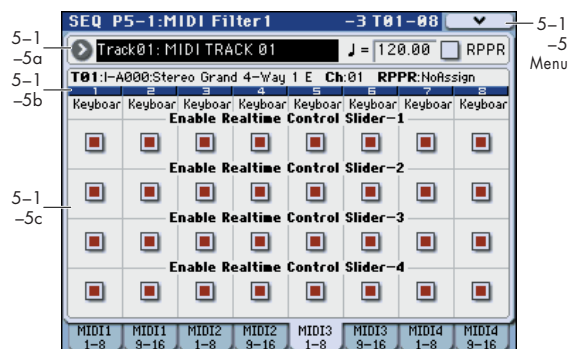 SEQ P5-1:MIDI Filter1 -3 T01-08
5-1
-5
Menu
5-1
-5a
Track01: MIDI TRACK 01 ♩= 120.00 RPPR
5-1
-5b
T01:I-A000:Stereo Grand 4-Way 1 E Ch:01 RPPR:NoAssign
1 2 3 4 5 6 7 8
Keyboar Keyboar Keyboar Keyboar Keyboar Keyboar Keyboar Keyboar
Enable Realtime Control Slider-1
Enable Realtime Control Slider-2
5-1
-5c
Enable Realtime Control Slider-3
Enable Realtime Control Slider-4
MIDI1 1-8
MIDI1 9-16
MIDI2 1-8
MIDI2 9-16
MIDI3 1-8
MIDI3 9-16
MIDI4 1-8
MIDI4 9-16